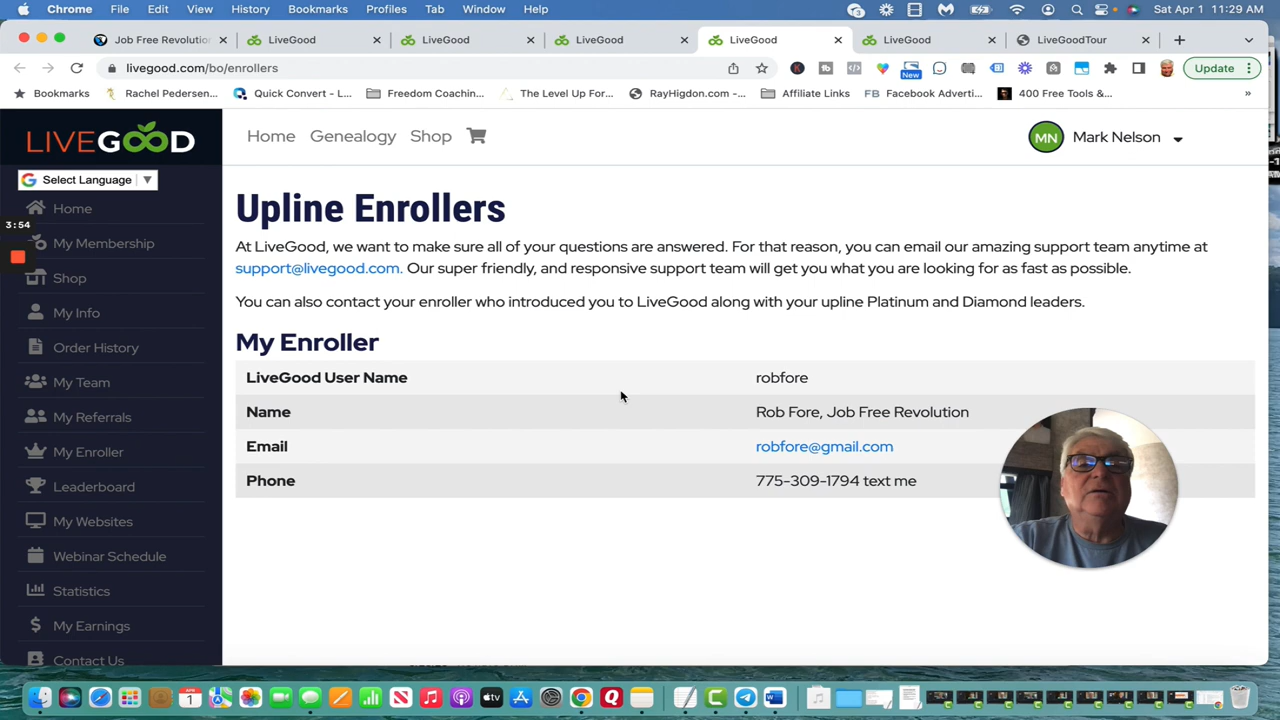 Chrome File Edit View History Bookmarks Profiles Tab Window Help 3 Sat Apr 1 11:29 AM
Job Free Revolutio LiveGood LiveGood LiveGood LiveGood LiveGood LiveGoodTour
livegood.com/bo/enrollers New Update
Bookmarks Rachel Pedersen... Quick Convert - L... Freedom Coachin... The Level Up For... RayHigdon.com -... Affiliate Links FB Facebook Adverti... 400 Free Tools &... »
LIVEGOOD
Home Genealogy Shop
MN Mark Nelson
Select Language ▼
3:54
Home
My Membership
Shop
My Info
Order History
My Team
My Referrals
My Enroller
Leaderboard
My Websites
Webinar Schedule
Statistics
My Earnings
Contact Us
Upline Enrollers
At LiveGood, we want to make sure all of your questions are answered. For that reason, you can email our amazing support team anytime at
support@livegood.com. Our super friendly, and responsive support team will get you what you are looking for as fast as possible.
You can also contact your enroller who introduced you to LiveGood along with your upline Platinum and Diamond leaders.
My Enroller
LiveGood User Name robfore
Name Rob Fore, Job Free Revolution
Email robfore@gmail.com
Phone 775-309-1794 text me